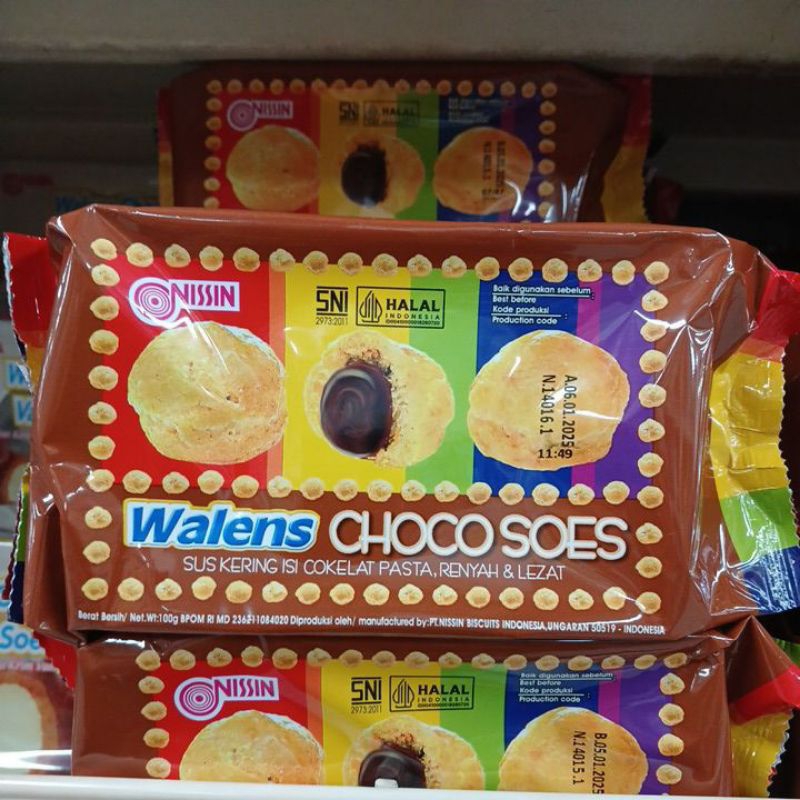 NISSIN
SNI
HALAL
NISSIN
SNI
2973:2011
HALAL
INDONESIA
Baik digunakan sebelum:
Best before
Kode produksi
Production code
A.06.01.2025
N.14016.1
11:49
Walens CHOCO SOES
SUS KERING ISI COKELAT PASTA, RENYAH & LEZAT
Berat Bersih/ Net.Wt:100g BPOM RI MD 236211084020 Diproduksi oleh/ manufactured by:PT.NISSIN BISCUITS INDONESIA,UNGARAN 50519 - INDONESIA
NISSIN
SNI
2973:2011
HALAL
INDONESIA
Baik digunakan sebelum:
Best before
Kode produksi
Production code
B.05.01.2025
N.14015.1